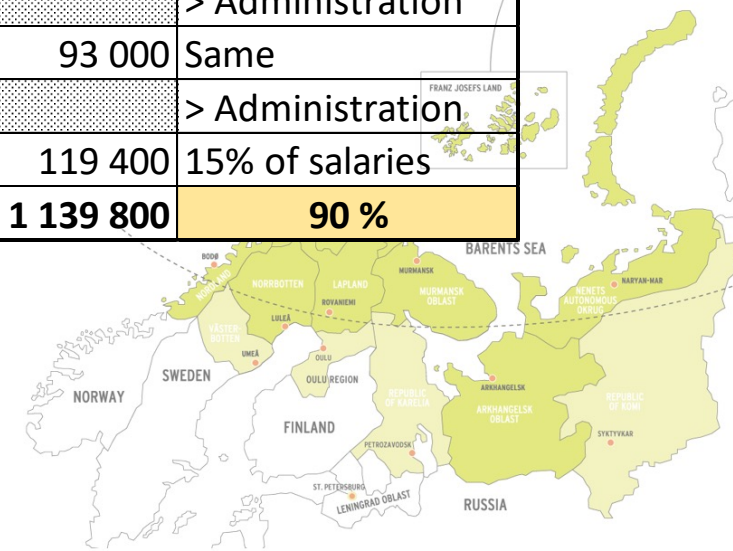 > Administration
93 000 Same
> Administration
119 400 15% of salaries
1 139 800 90 %
FRANZ JOSEFS LAND
BARENTS SEA
BODØ
NORDLAND
NORRBOTTEN
LAPLAND
MURMANSK
MURMANSK
OBLAST
NARYAN-MAR
NENETS
AUTONOMOUS
OKRUG
ROVANIEMI
LULEÅ
VÄSTER-
BOTTEN
UMEÅ
OULU
OULU REGION
SWEDEN
NORWAY
FINLAND
REPUBLIC
OF KARELIA
ARKHANGELSK
ARKHANGELSK
OBLAST
REPUBLIC
OF KOMI
SYKTYVKAR
PETROZAVODSK
ST. PETERSBURG
LENINGRAD OBLAST
RUSSIA